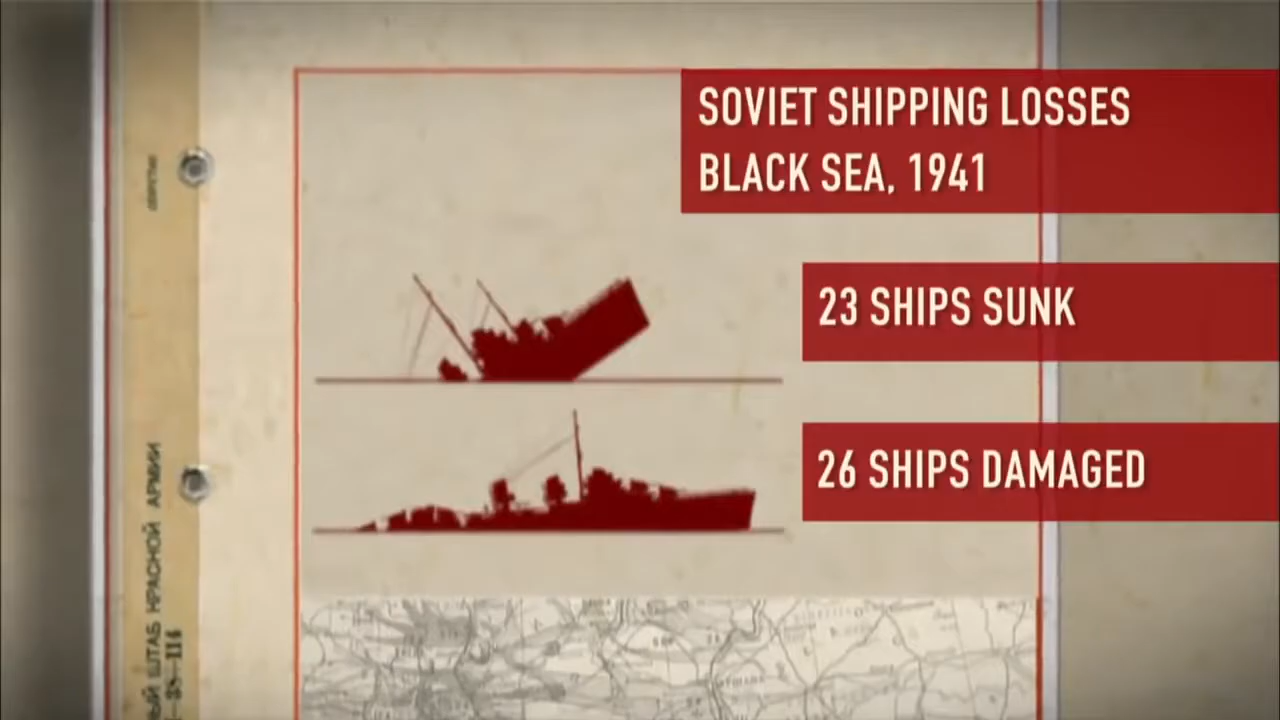 SOVIET SHIPPING LOSSES
BLACK SEA, 1941
23 SHIPS SUNK
26 SHIPS DAMAGED
ШТАБ КРАСНОЙ АРМИИ